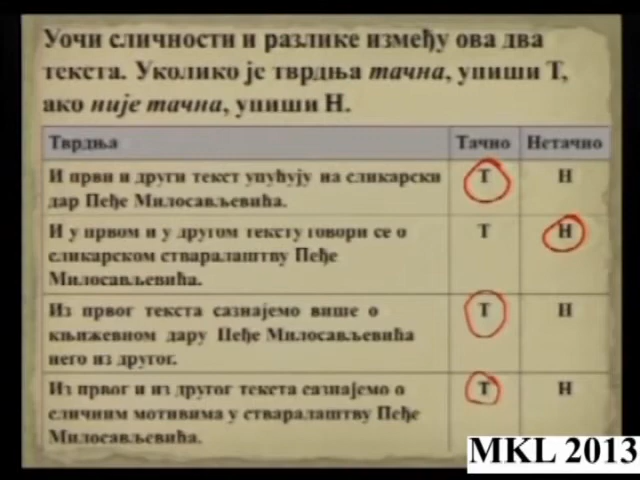 Уочи сличности и разлике између ова два
текста. Уколико је тврдња тачна, упиши Т,
ако није тачна, упиши Н.
Тврдња Тачно Нетачно
И први и други текст упућују на сликарски Т Н
дар Пеђе Милосављевића.
И у првом и у другом тексту говори се о Т Н
сликарском стваралаштву Пеђе
Милосављевића.
Из првог текста сазнајемо више о Т Н
књижевном дару Пеђе Милосављевића
него из другог.
Из првог и из другог текста сазнајемо о Т Н
сличним мотивима у стваралаштву Пеђе
Милосављевића.
MKL 2013